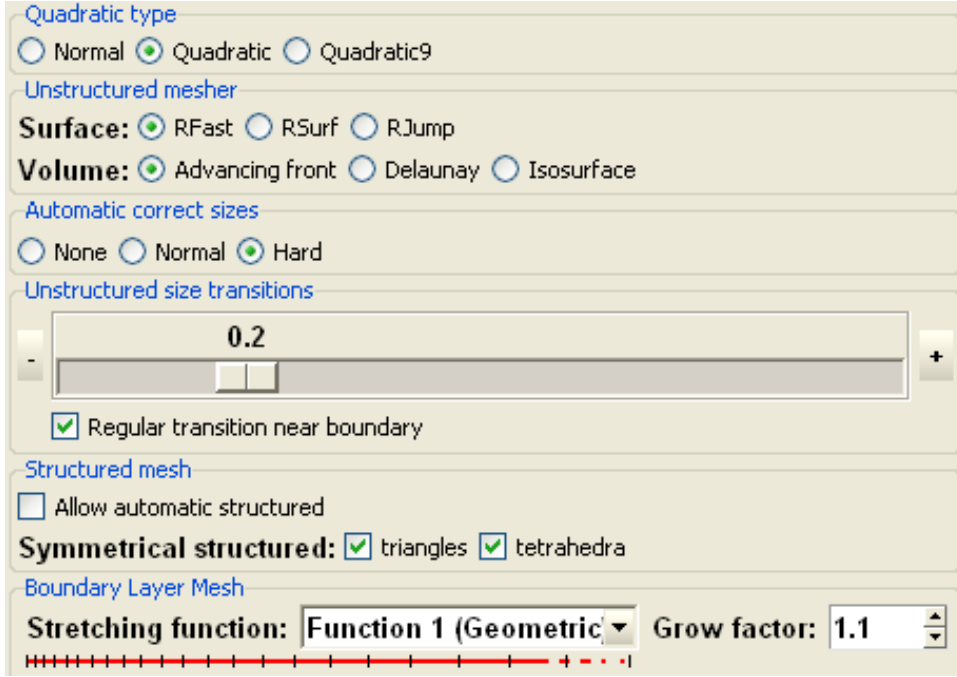 Quadratic type
Normal Quadratic Quadratic9
Unstructured mesher
Surface: RFast RSurf RJump
Volume: Advancing front Delaunay Isosurface
Automatic correct sizes
None Normal Hard
Unstructured size transitions
0.2
- +
Regular transition near boundary
Structured mesh
Allow automatic structured
Symmetrical structured: triangles tetrahedra
Boundary Layer Mesh
Stretching function: Function 1 (Geometric) Grow factor: 1.1